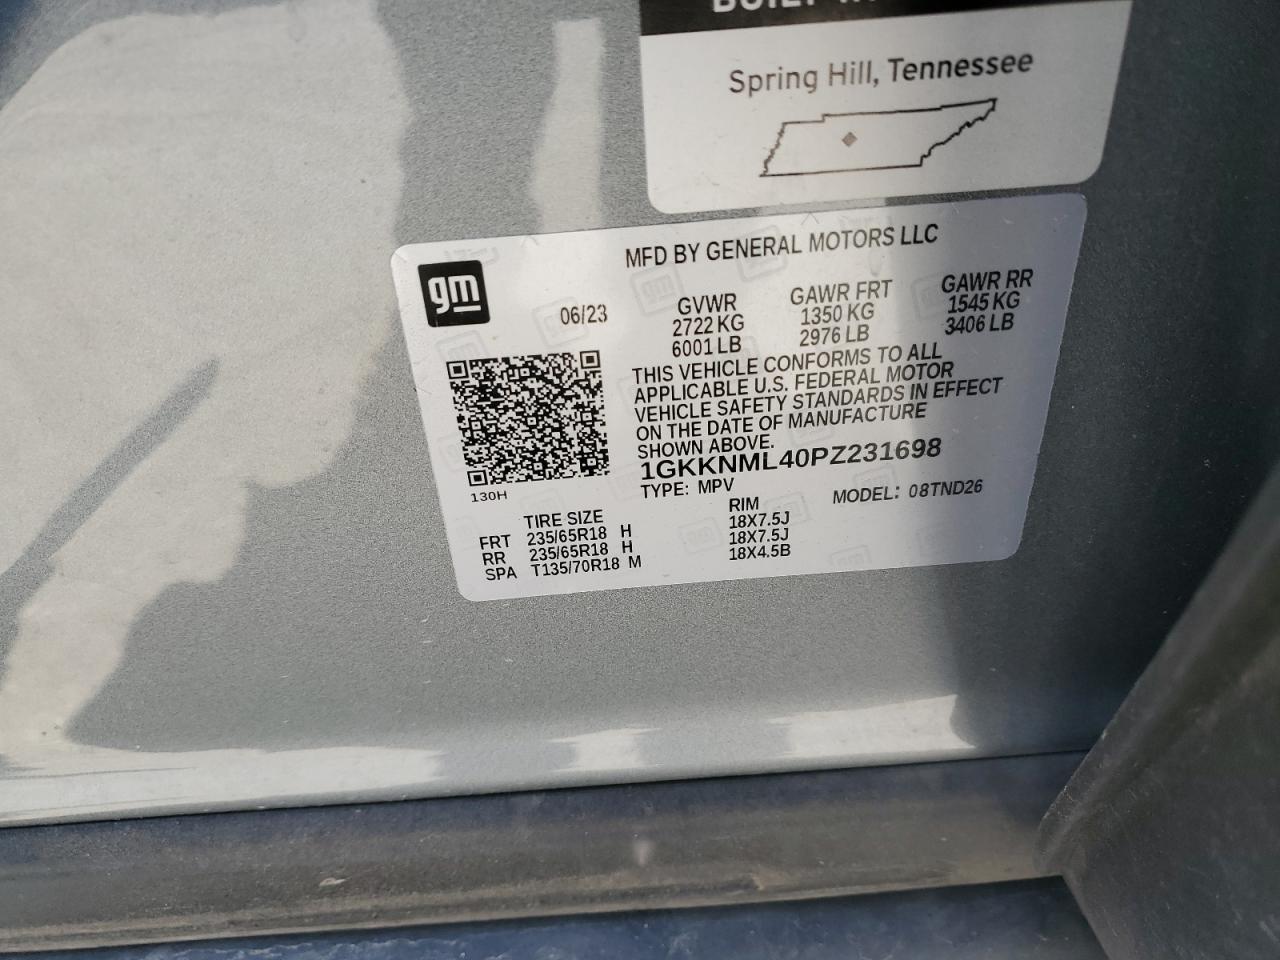 Spring Hill, Tennessee
MFD BY GENERAL MOTORS LLC
gm
06/23
GVWR
2722 KG
6001 LB
GAWR FRT
1350 KG
2976 LB
GAWR RR
1545 KG
3406 LB
THIS VEHICLE CONFORMS TO ALL
APPLICABLE U.S. FEDERAL MOTOR
VEHICLE SAFETY STANDARDS IN EFFECT
ON THE DATE OF MANUFACTURE
SHOWN ABOVE.
1GKKNML40PZ231698
TYPE: MPV
MODEL: 08TND26
130H
TIRE SIZE RIM
FRT 235/65R18 H 18X7.5J
RR 235/65R18 H 18X7.5J
SPA T135/70R18 M 18X4.5B